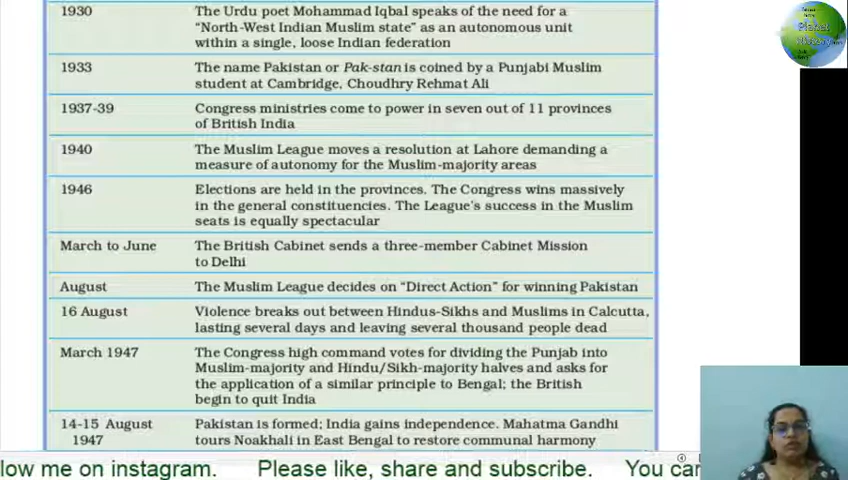 1930 The Urdu poet Mohammad Iqbal speaks of the need for a
“North-West Indian Muslim state” as an autonomous unit
within a single, loose Indian federation
1933 The name Pakistan or Pak-stan is coined by a Punjabi Muslim
student at Cambridge, Choudhry Rehmat Ali
1937-39 Congress ministries come to power in seven out of 11 provinces
of British India
1940 The Muslim League moves a resolution at Lahore demanding a
measure of autonomy for the Muslim-majority areas
1946 Elections are held in the provinces. The Congress wins massively
in the general constituencies. The League's success in the Muslim
seats is equally spectacular
March to June The British Cabinet sends a three-member Cabinet Mission
to Delhi
August The Muslim League decides on “Direct Action” for winning Pakistan
16 August Violence breaks out between Hindus-Sikhs and Muslims in Calcutta,
lasting several days and leaving several thousand people dead
March 1947 The Congress high command votes for dividing the Punjab into
Muslim-majority and Hindu/Sikh-majority halves and asks for
the application of a similar principle to Bengal; the British
begin to quit India
14-15 August Pakistan is formed; India gains independence. Mahatma Gandhi
1947 tours Noakhali in East Bengal to restore communal harmony
low me on instagram. Please like, share and subscribe. You can